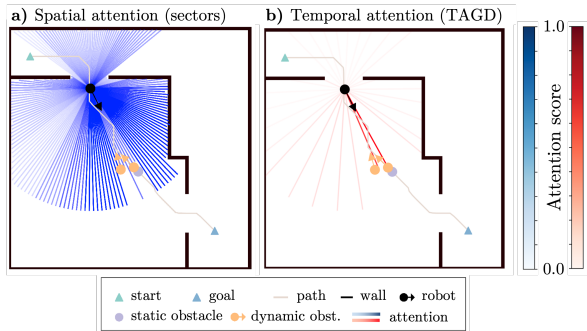 a) Spatial attention (sectors)
b) Temporal attention (TAGD)
1.0
Attention score
0.0
start
goal
path
wall
robot
static obstacle
dynamic obst.
attention